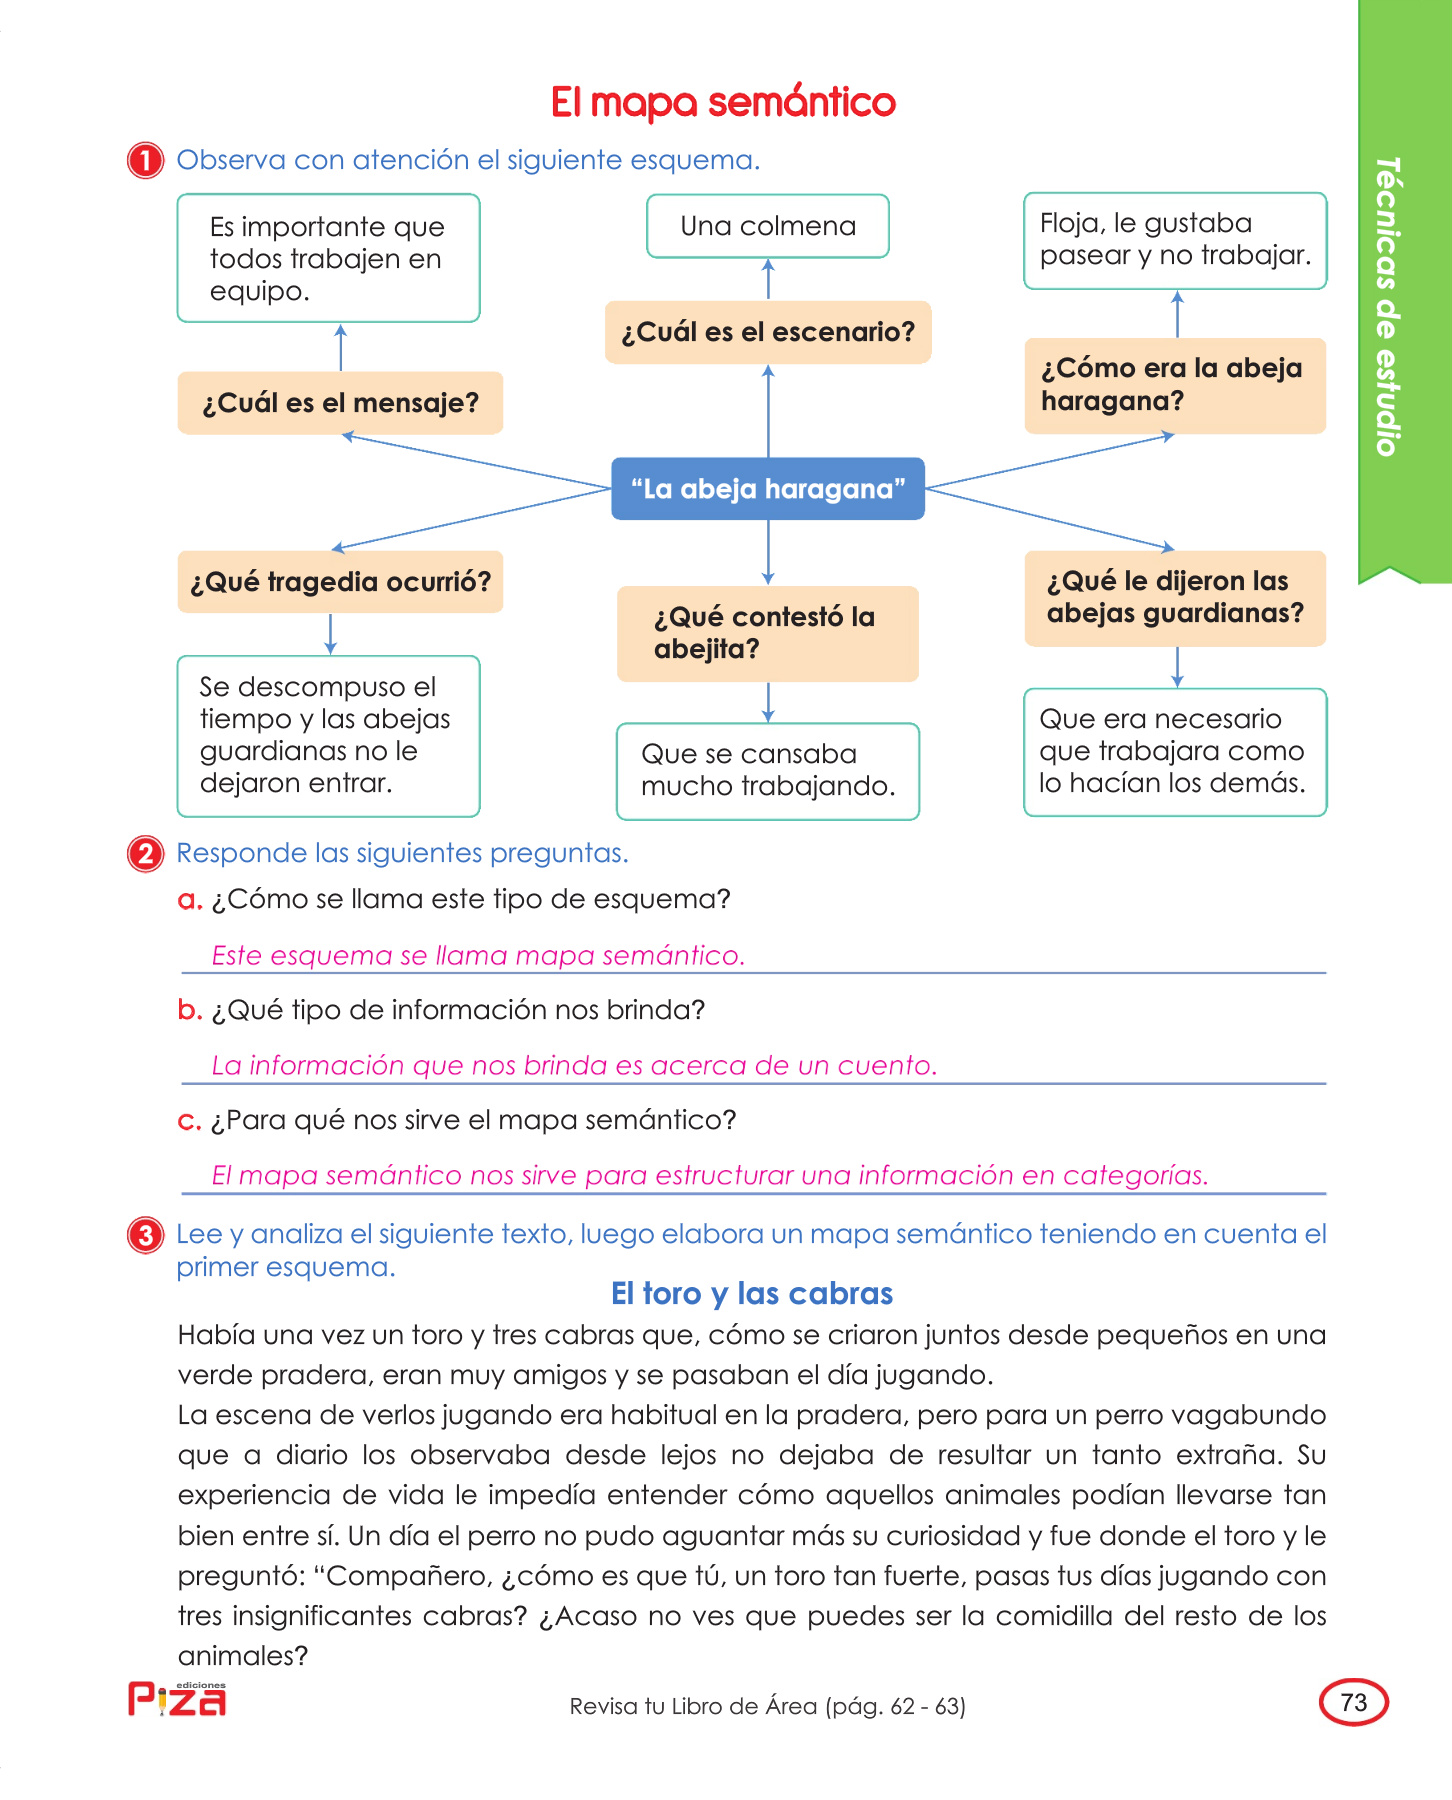 El mapa semántico
Técnicas de estudio
1 Observa con atención el siguiente esquema.
Es importante que
todos trabajen en
equipo.
Una colmena
Floja, le gustaba
pasear y no trabajar.
¿Cuál es el mensaje?
¿Cuál es el escenario?
¿Cómo era la abeja
haragana?
“La abeja haragana”
¿Qué tragedia ocurrió?
¿Qué contestó la
abejita?
¿Qué le dijeron las
abejas guardianas?
Se descompuso el
tiempo y las abejas
guardianas no le
dejaron entrar.
Que se cansaba
mucho trabajando.
Que era necesario
que trabajara como
lo hacían los demás.
2 Responde las siguientes preguntas.
a. ¿Cómo se llama este tipo de esquema?
Este esquema se llama mapa semántico.
b. ¿Qué tipo de información nos brinda?
La información que nos brinda es acerca de un cuento.
c. ¿Para qué nos sirve el mapa semántico?
El mapa semántico nos sirve para estructurar una información en categorías.
3 Lee y analiza el siguiente texto, luego elabora un mapa semántico teniendo en cuenta el
primer esquema.
El toro y las cabras
Había una vez un toro y tres cabras que, cómo se criaron juntos desde pequeños en una
verde pradera, eran muy amigos y se pasaban el día jugando.
La escena de verlos jugando era habitual en la pradera, pero para un perro vagabundo
que a diario los observaba desde lejos no dejaba de resultar un tanto extraña. Su
experiencia de vida le impedía entender cómo aquellos animales podían llevarse tan
bien entre sí. Un día el perro no pudo aguantar más su curiosidad y fue donde el toro y le
preguntó: “Compañero, ¿cómo es que tú, un toro tan fuerte, pasas tus días jugando con
tres insignificantes cabras? ¿Acaso no ves que puedes ser la comidilla del resto de los
animales?
ediciones
Piza
Revisa tu Libro de Área (pág. 62 - 63)
73